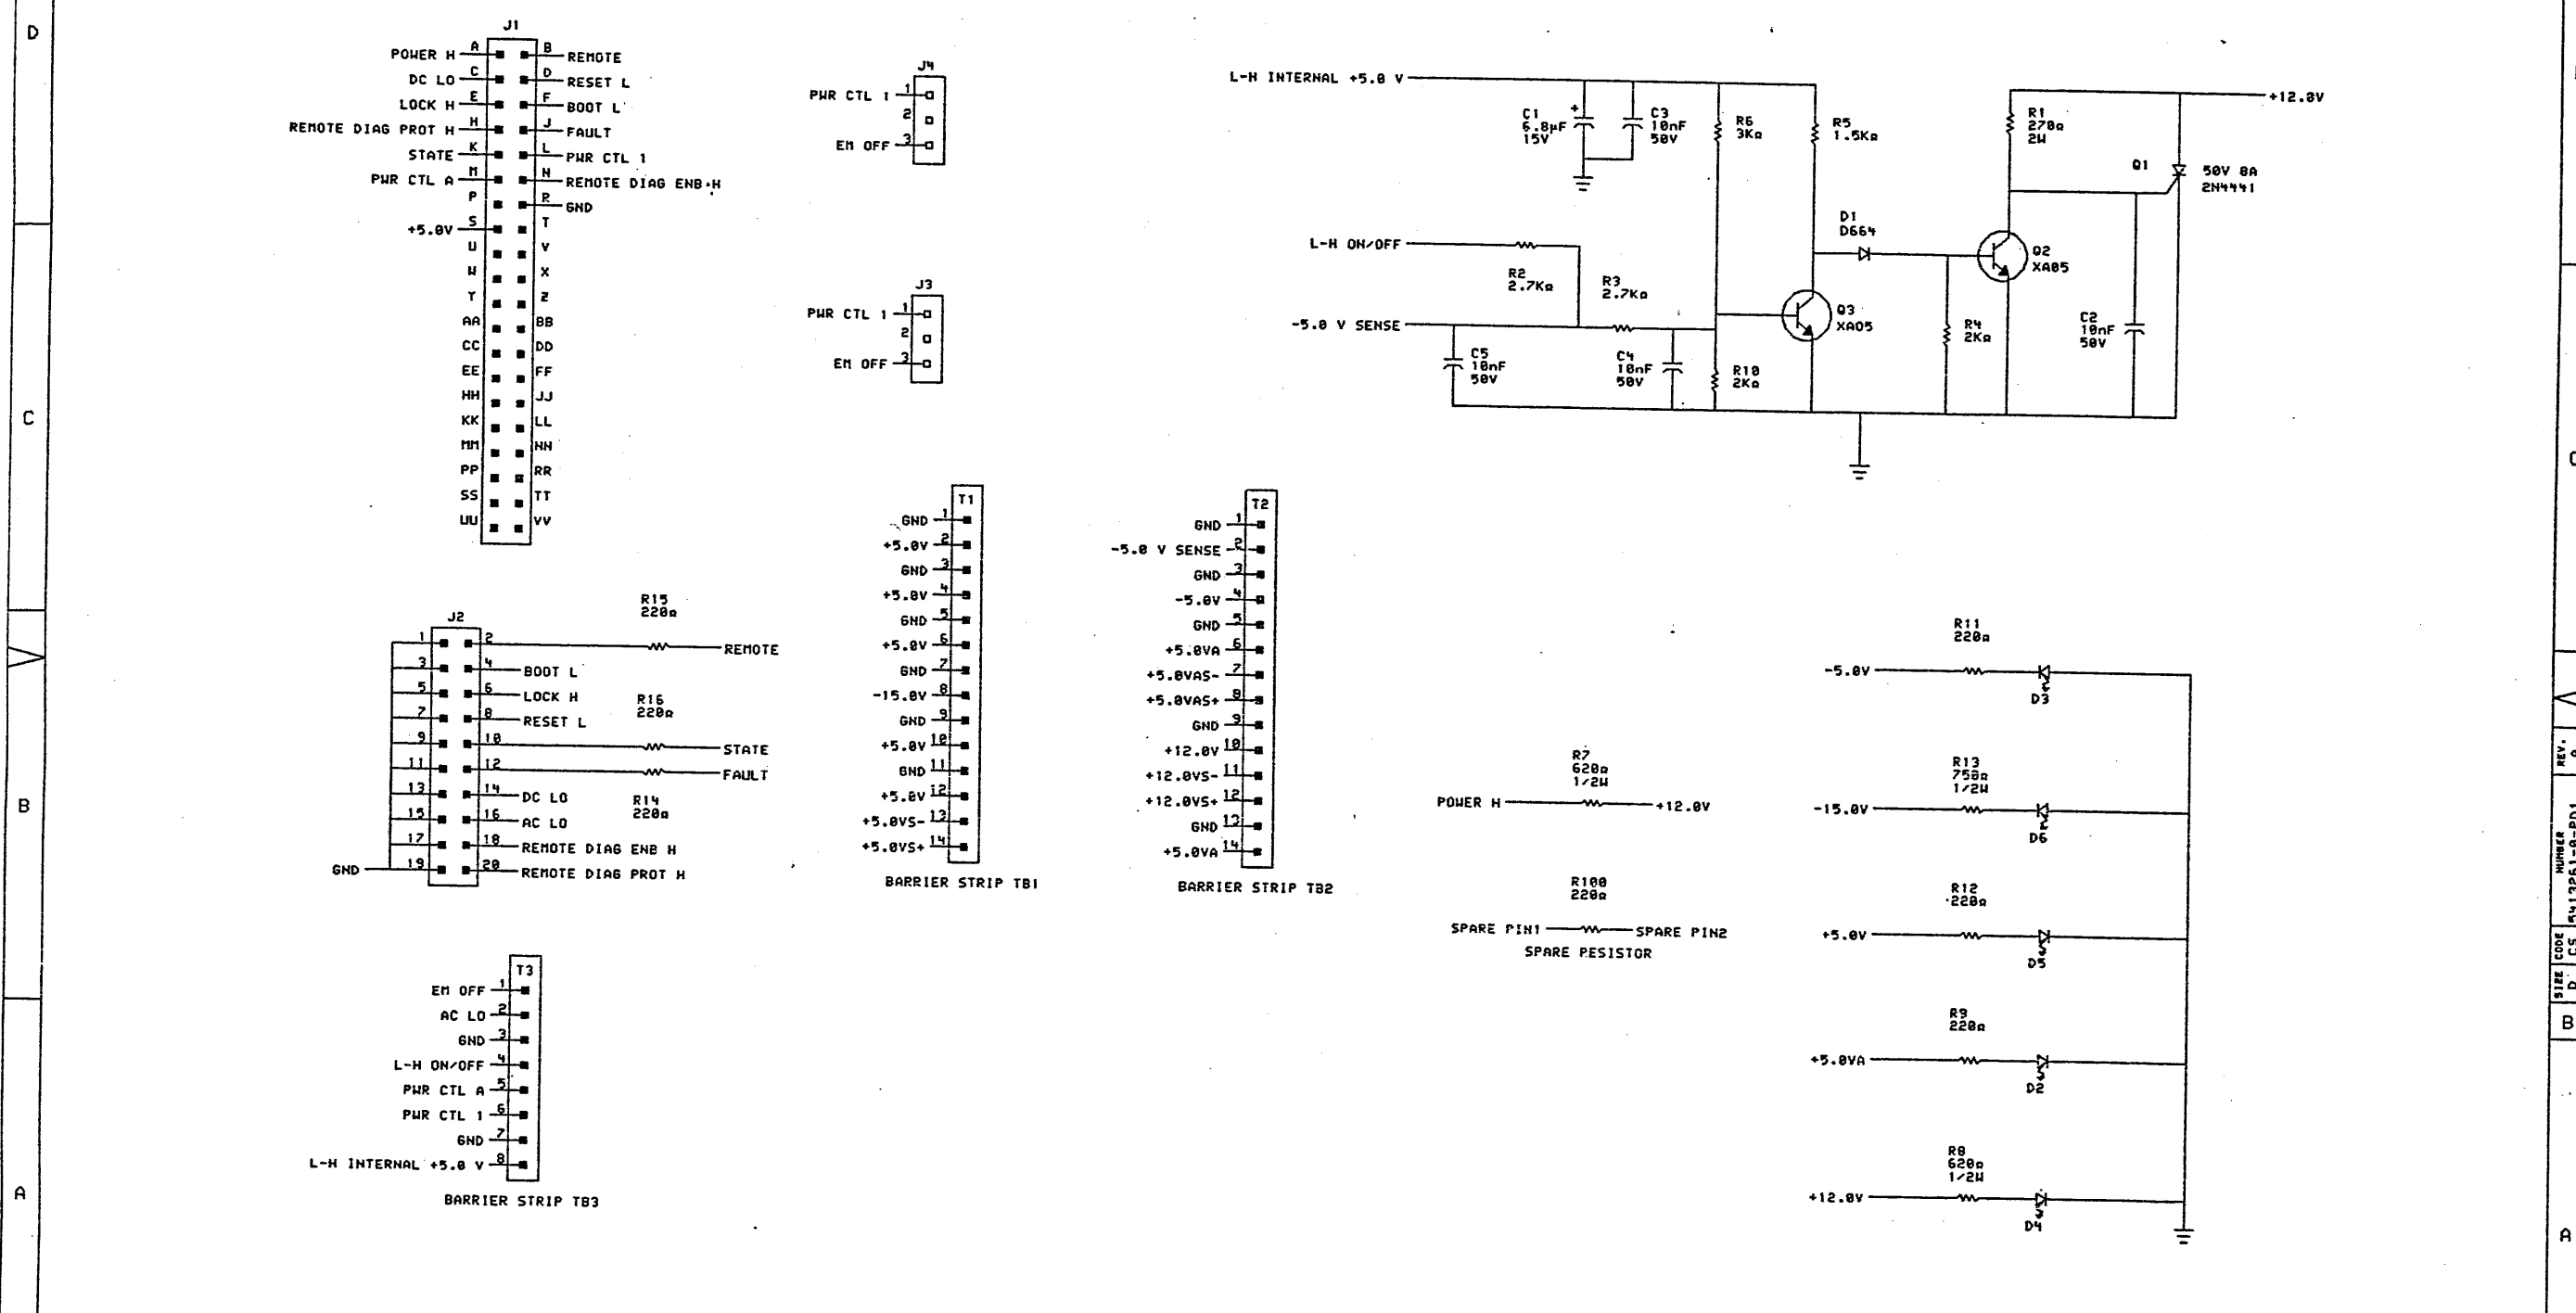 D
J1
POWER H A B REMOTE
DC LO C D RESET L
LOCK H E F BOOT L
REMOTE DIAG PROT H H J FAULT
STATE K L PWR CTL 1
PWR CTL A M N REMOTE DIAG ENB H
P R GND
+5.0V S T
U V
W X
Y Z
AA BB
CC DD
EE FF
HH JJ
KK LL
MM NN
PP RR
SS TT
UU VV
J4
PWR CTL 1 1
2
EM OFF 3
J3
PWR CTL 1 1
2
EM OFF 3
L-H INTERNAL +5.0 V
C1
6.8µF
15V
C3
10nF
50V
R6
3KΩ
R5
1.5KΩ
R1
270Ω
2W
+12.0V
Q1
50V 8A
2N4441
L-H ON/OFF
R2
2.7KΩ
R3
2.7KΩ
D1
D664
Q2
XA05
-5.0 V SENSE
Q3
XA05
C5
10nF
50V
C4
10nF
50V
R10
2KΩ
R4
2KΩ
C2
10nF
50V
C
J2
R15
220Ω
1 2 REMOTE
3 4 BOOT L
5 6 LOCK H
R16
220Ω
7 8 RESET L
9 10 STATE
11 12 FAULT
13 14 DC LO
R14
220Ω
15 16 AC LO
17 18 REMOTE DIAG ENB H
GND 19 20 REMOTE DIAG PROT H
T1
GND 1
+5.0V 2
GND 3
+5.0V 4
GND 5
+5.0V 6
GND 7
-15.0V 8
GND 9
+5.0V 10
GND 11
+5.0V 12
+5.0VS- 13
+5.0VS+ 14
BARRIER STRIP TB1
T2
GND 1
-5.0 V SENSE 2
GND 3
-5.0V 4
GND 5
+5.0VA 6
+5.0VAS- 7
+5.0VAS+ 8
GND 9
+12.0V 10
+12.0VS- 11
+12.0VS+ 12
GND 13
+5.0VA 14
BARRIER STRIP TB2
B
T3
EM OFF 1
AC LO 2
GND 3
L-H ON/OFF 4
PWR CTL A 5
PWR CTL 1 6
GND 7
L-H INTERNAL +5.0 V 8
BARRIER STRIP TB3
R7
620Ω
1/2W
POWER H +12.0V
R100
220Ω
SPARE PIN1 SPARE PIN2
SPARE RESISTOR
R11
220Ω
-5.0V
D3
R13
750Ω
1/2W
-15.0V
D6
R12
220Ω
+5.0V
D5
R9
220Ω
+5.0VA
D2
R8
620Ω
1/2W
+12.0V
D4
A
REV.
NUMBER
5413261-0-RD1
CODE
CS
SIZE
D
B
A